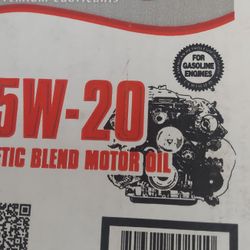 FOR
GASOLINE
ENGINES
5W-20
TIC BLEND MOTOR OIL